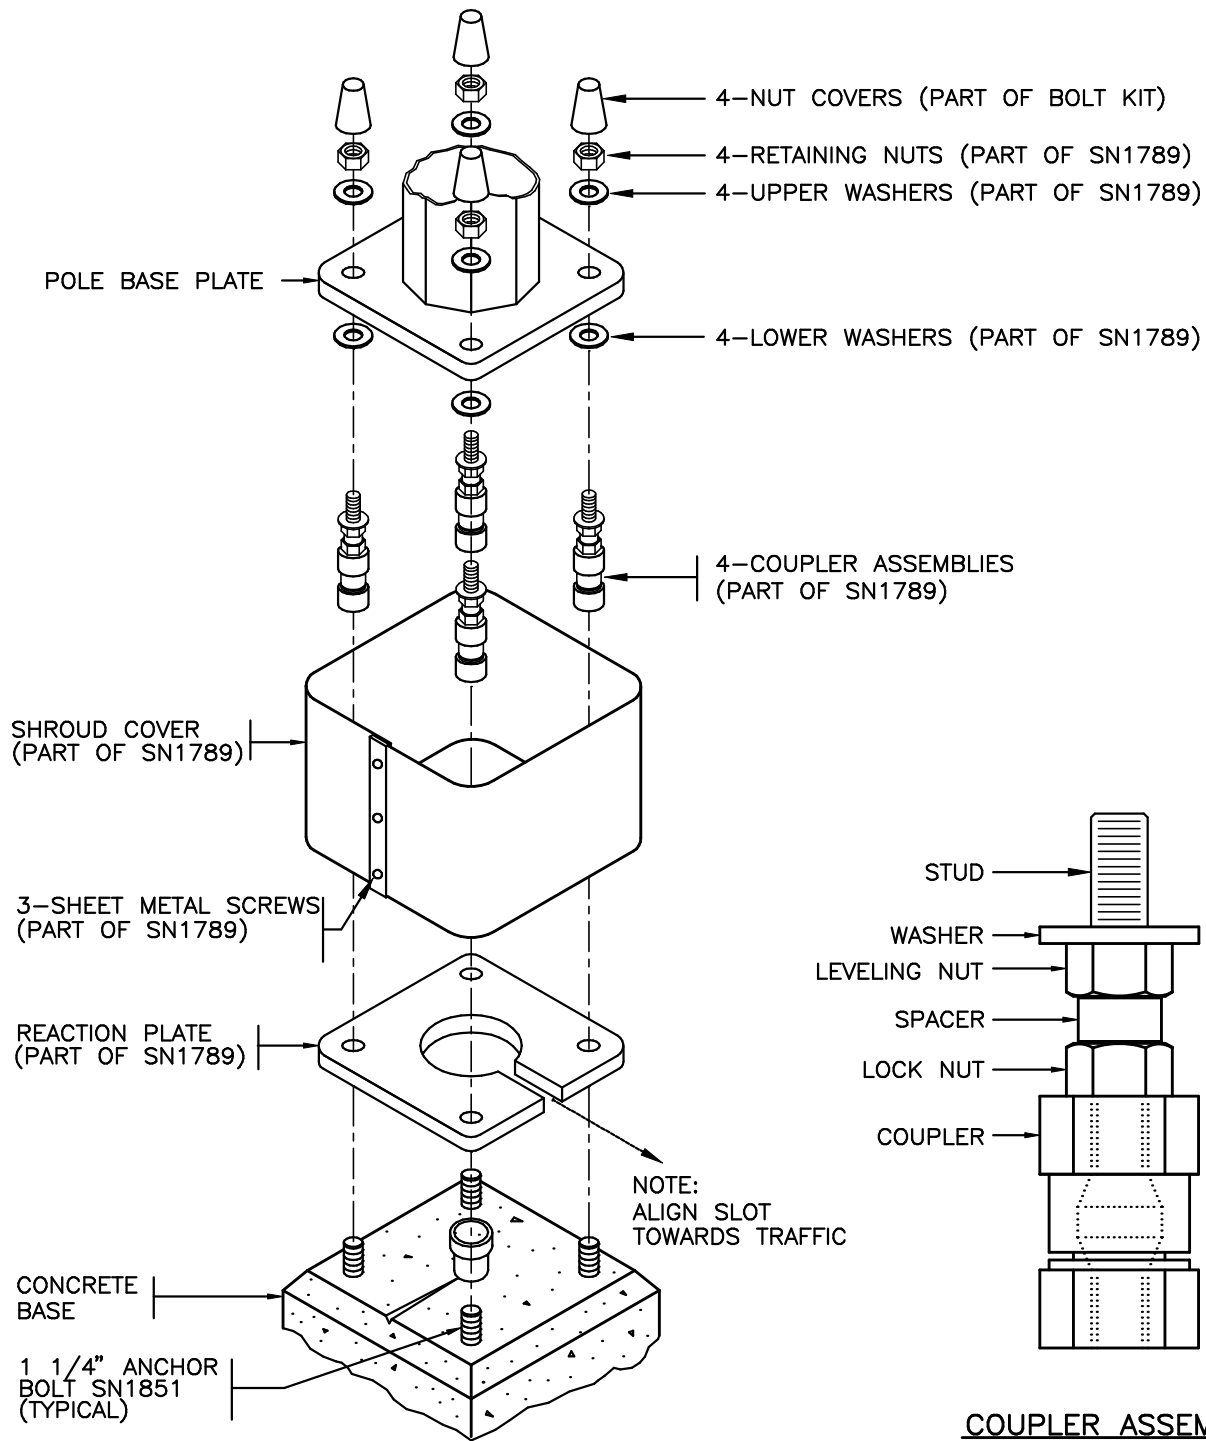 4-NUT COVERS (PART OF BOLT KIT)
4-RETAINING NUTS (PART OF SN1789)
4-UPPER WASHERS (PART OF SN1789)
POLE BASE PLATE
4-LOWER WASHERS (PART OF SN1789)
4-COUPLER ASSEMBLIES
(PART OF SN1789)
SHROUD COVER
(PART OF SN1789)
3-SHEET METAL SCREWS
(PART OF SN1789)
REACTION PLATE
(PART OF SN1789)
NOTE:
ALIGN SLOT
TOWARDS TRAFFIC
CONCRETE
BASE
1 1/4" ANCHOR
BOLT SN1851
(TYPICAL)
STUD
WASHER
LEVELING NUT
SPACER
LOCK NUT
COUPLER
COUPLER ASSEM